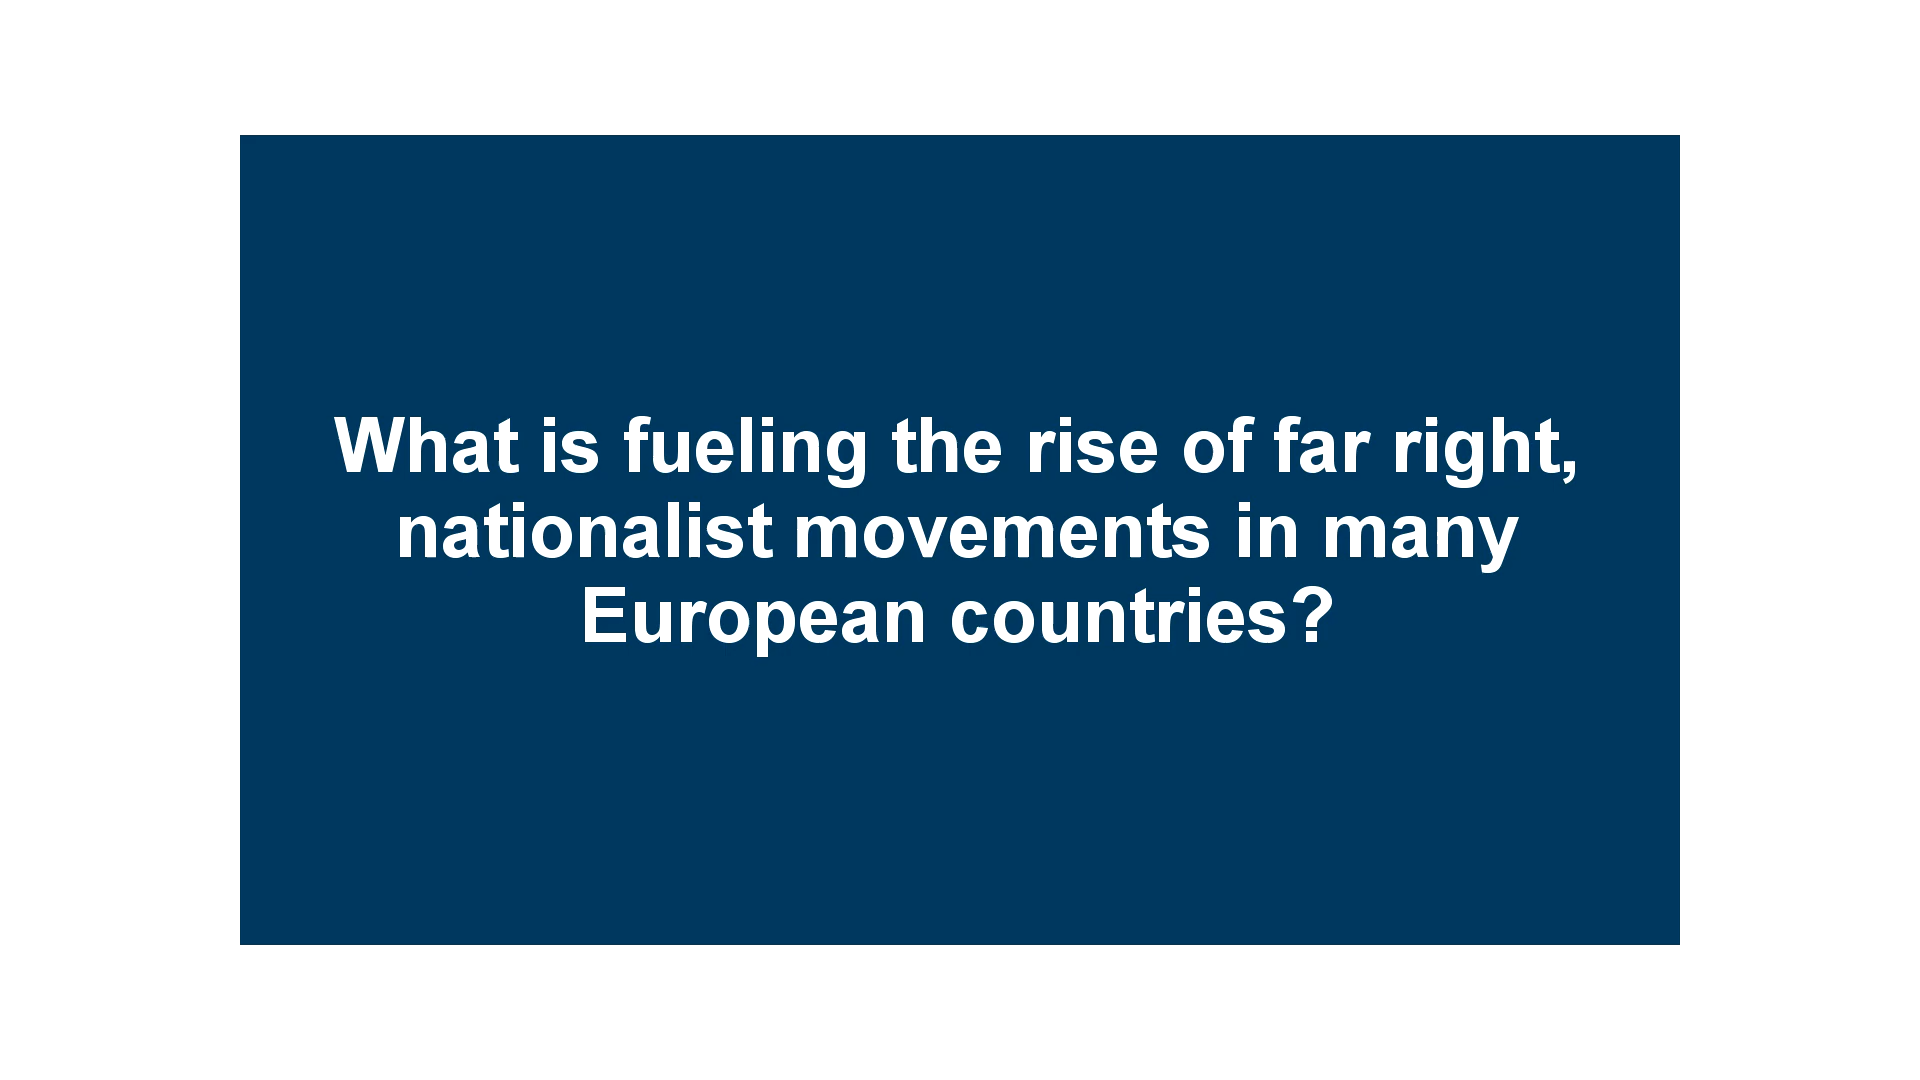 What is fueling the rise of far right,
nationalist movements in many
European countries?